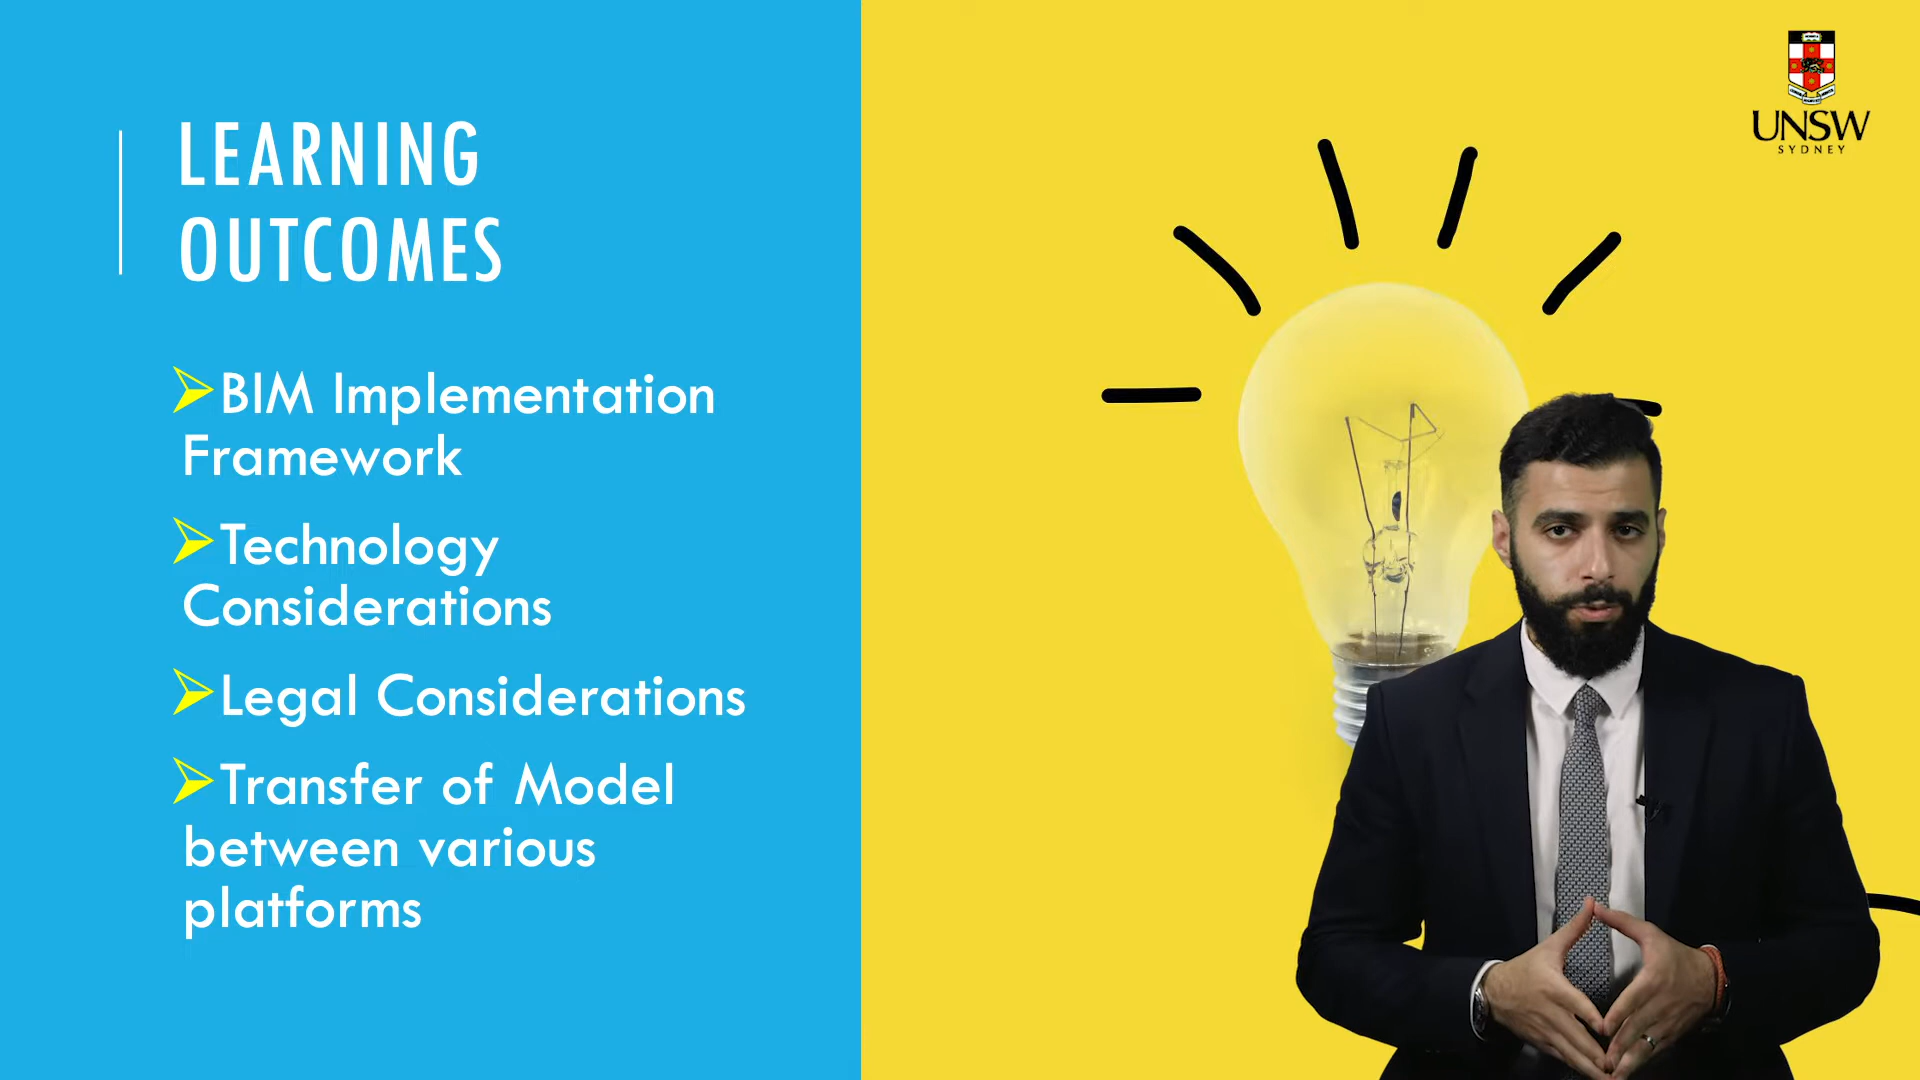 LEARNING
OUTCOMES
BIM Implementation
Framework
Technology
Considerations
Legal Considerations
Transfer of Model
between various
platforms
UNSW
SYDNEY